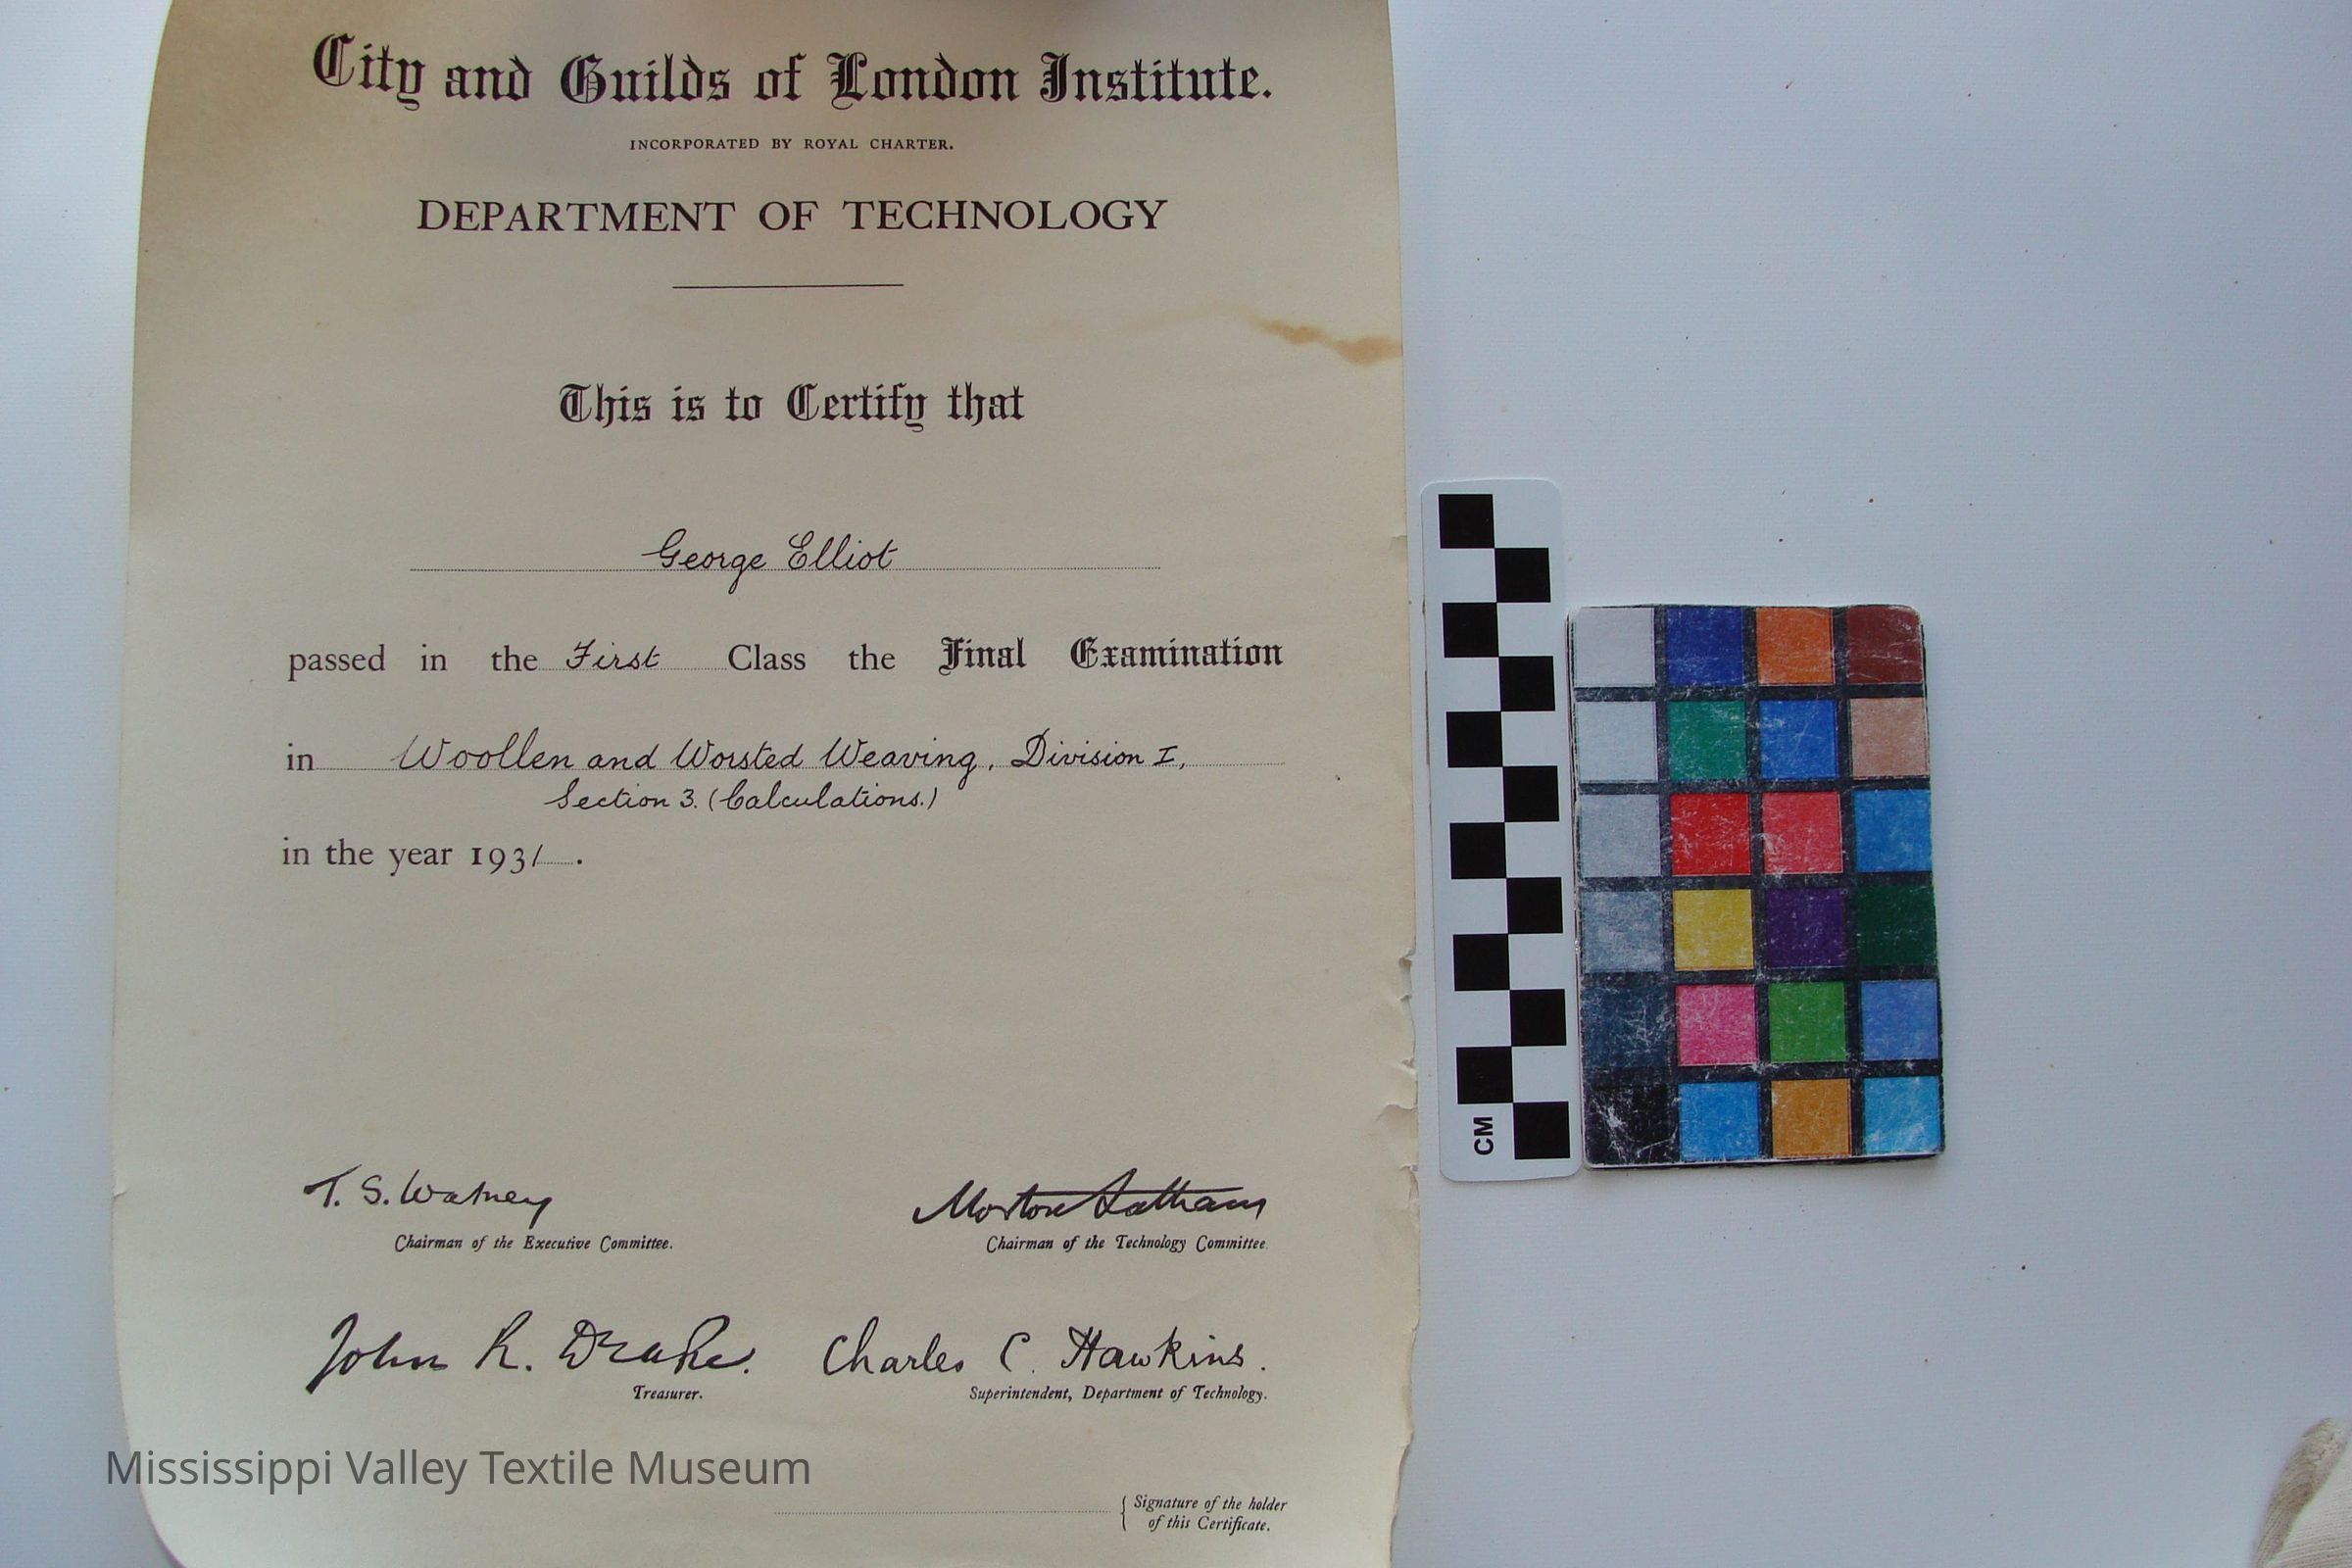 City and Guilds of London Institute.
INCORPORATED BY ROYAL CHARTER.
DEPARTMENT OF TECHNOLOGY
This is to Certify that
George Elliot
passed in the First Class the Final Examination
in Woollen and Worsted Weaving, Division I,
Section 3. (Calculations.)
in the year 1931.
T. S. Watney
Chairman of the Executive Committee.
Morton Latham
Chairman of the Technology Committee
John R. Drake.
Treasurer.
Charles C. Hawkins.
Superintendent, Department of Technology.
Mississippi Valley Textile Museum
Signature of the holder
of this Certificate.
CM